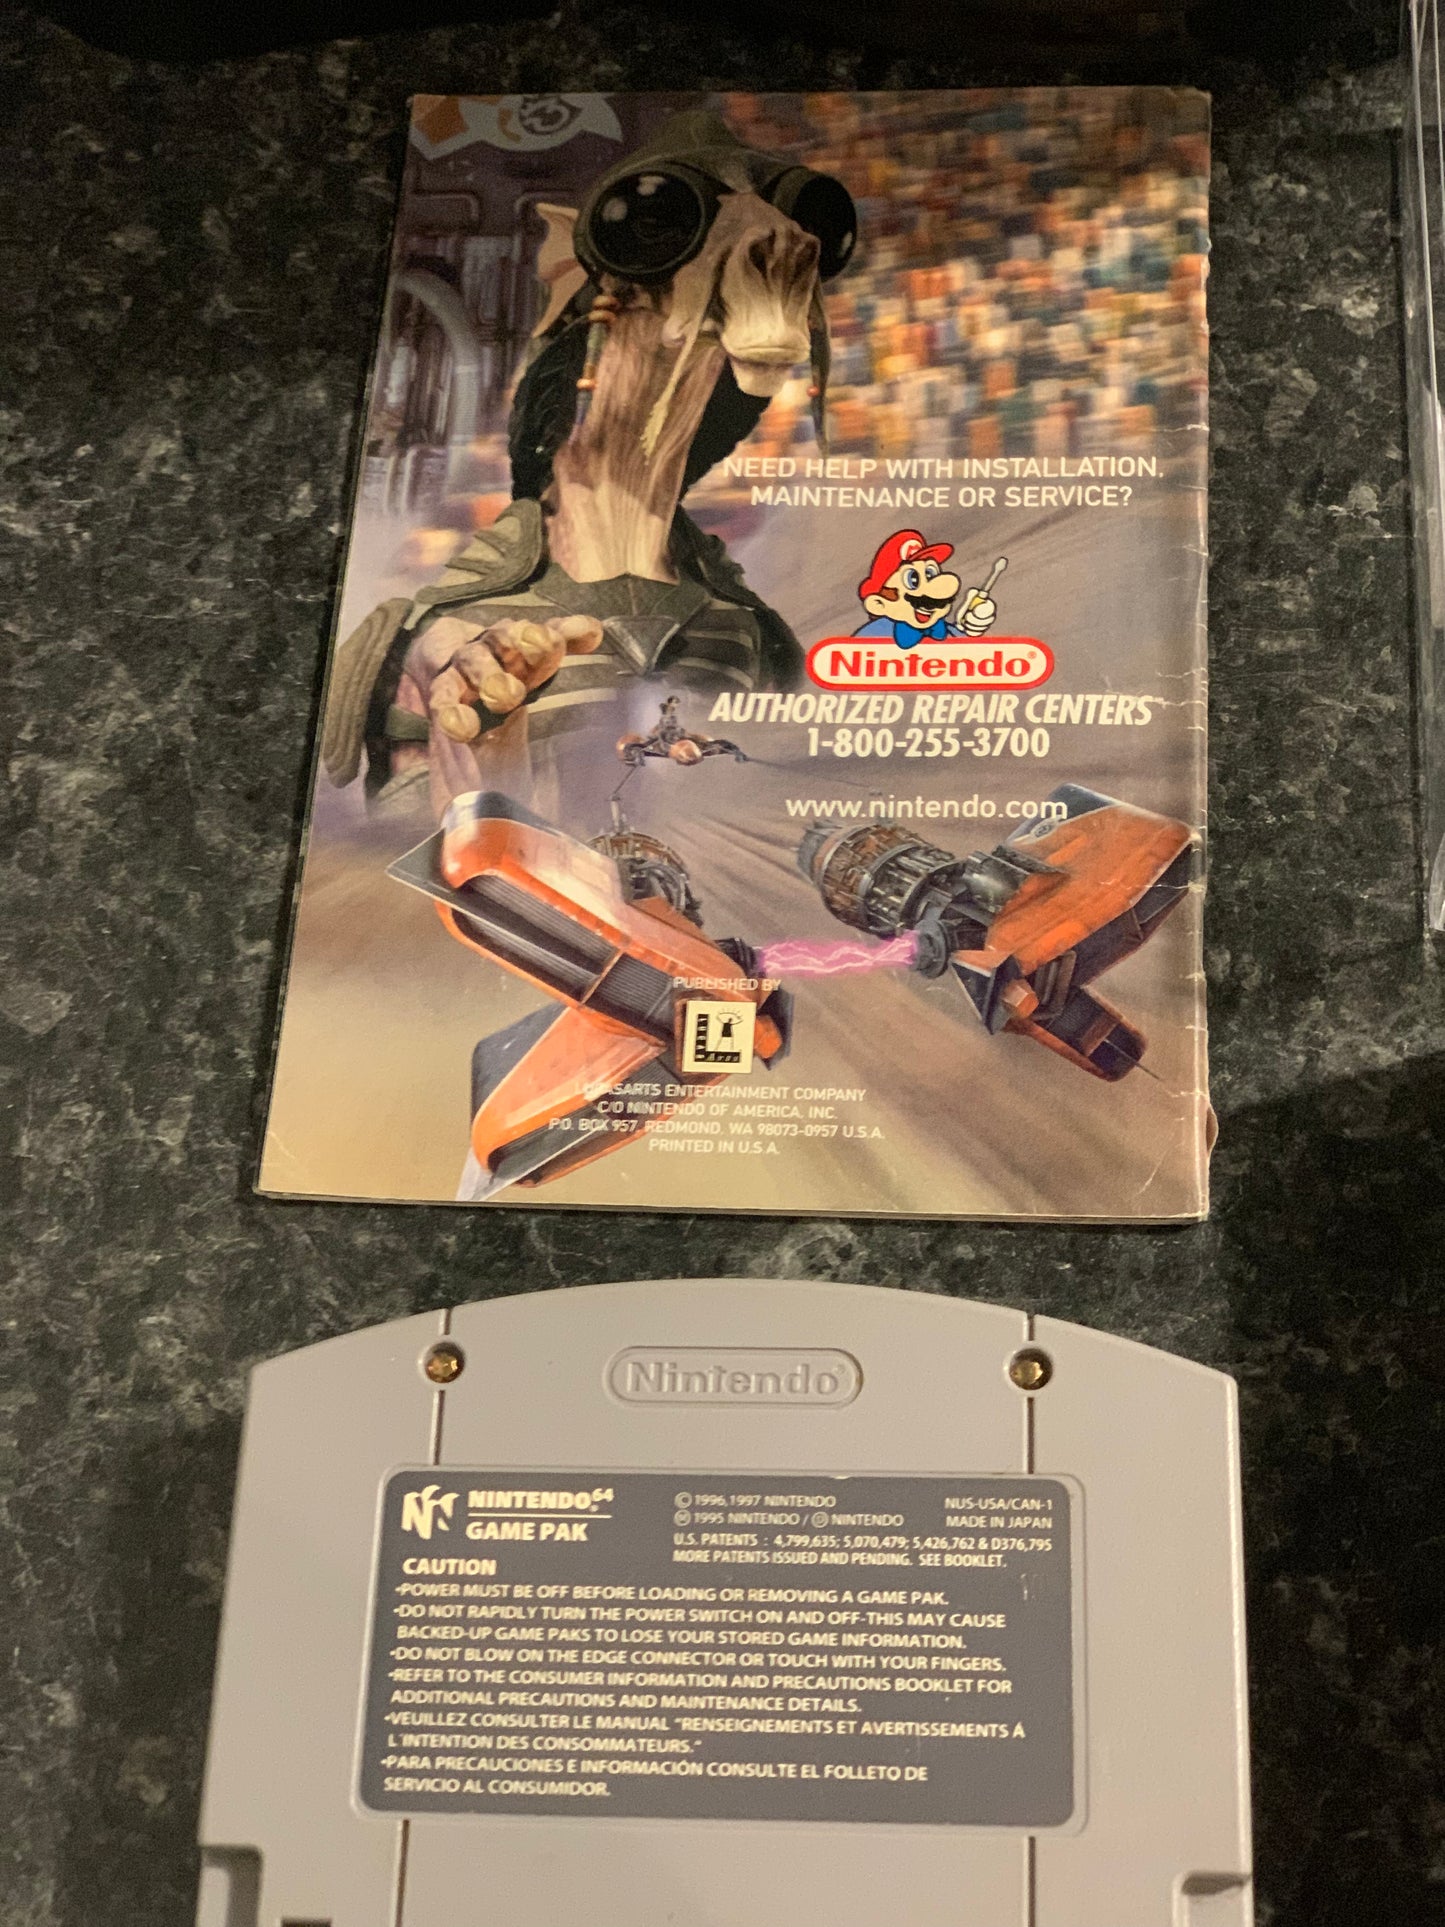 NEED HELP WITH INSTALLATION,
MAINTENANCE OR SERVICE?
Nintendo®
AUTHORIZED REPAIR CENTERS℠
1-800-255-3700
www.nintendo.com
PUBLISHED BY
LUCAS
Arts
LUCASARTS ENTERTAINMENT COMPANY
C/O NINTENDO OF AMERICA, INC.
P.O. BOX 957, REDMOND, WA 98073-0957 U.S.A.
PRINTED IN U.S.A.
Nintendo®
NINTENDO®64
GAME PAK
© 1996, 1997 NINTENDO
Ⓜ 1995 NINTENDO / Ⓓ NINTENDO
NUS-USA/CAN-1
MADE IN JAPAN
U.S. PATENTS : 4,799,635; 5,070,479; 5,426,762 & D376,795
MORE PATENTS ISSUED AND PENDING. SEE BOOKLET.
CAUTION
•POWER MUST BE OFF BEFORE LOADING OR REMOVING A GAME PAK.
•DO NOT RAPIDLY TURN THE POWER SWITCH ON AND OFF-THIS MAY CAUSE
BACKED-UP GAME PAKS TO LOSE YOUR STORED GAME INFORMATION.
•DO NOT BLOW ON THE EDGE CONNECTOR OR TOUCH WITH YOUR FINGERS.
•REFER TO THE CONSUMER INFORMATION AND PRECAUTIONS BOOKLET FOR
ADDITIONAL PRECAUTIONS AND MAINTENANCE DETAILS.
•VEUILLEZ CONSULTER LE MANUAL "RENSEIGNEMENTS ET AVERTISSEMENTS À
L'INTENTION DES CONSOMMATEURS."
•PARA PRECAUCIONES E INFORMACIÓN CONSULTE EL FOLLETO DE
SERVICIO AL CONSUMIDOR.